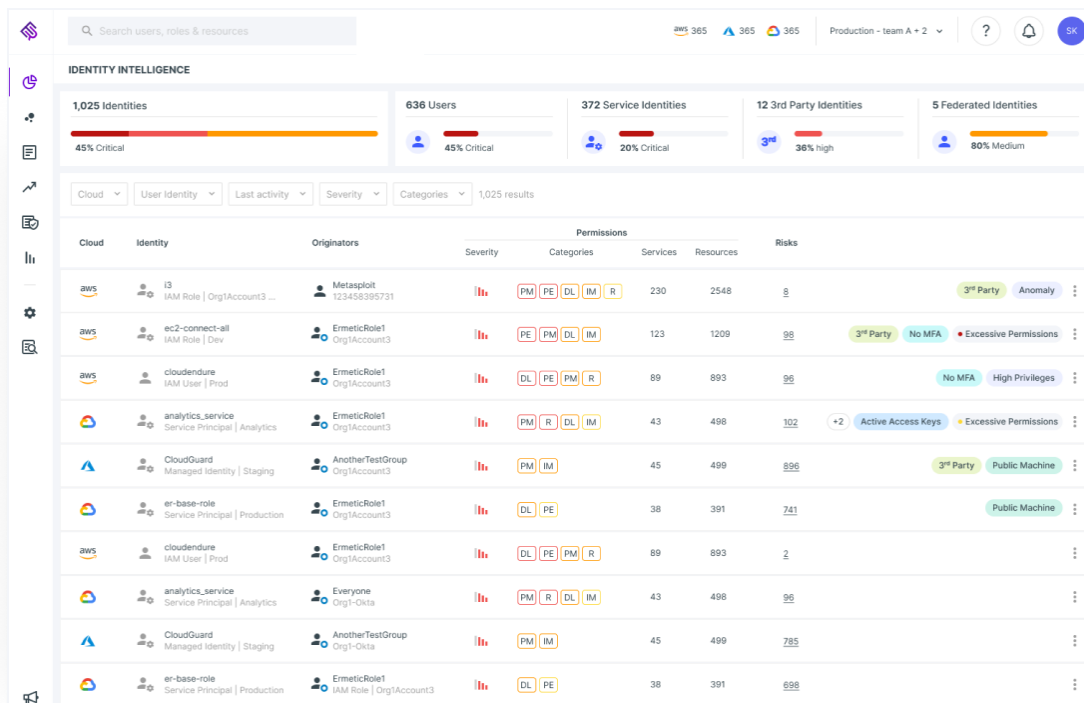 Search users, roles & resources
aws 365
365
365
Production - team A + 2
?
SK
IDENTITY INTELLIGENCE
1,025 Identities
45% Critical
636 Users
45% Critical
372 Service Identities
20% Critical
12 3rd Party Identities
3rd
36% high
5 Federated Identities
80% Medium
Cloud
User Identity
Last activity
Severity
Categories
1,025 results
Permissions
Cloud Identity Originators Severity Categories Services Resources Risks
aws i3 Metasploit PM PE DL IM R 230 2548 8 3rd Party Anomaly
IAM Role | Org1Account3 ... 123458395731
aws ec2-connect-all ErmeticRole1 PE PM DL IM 123 1209 98 3rd Party No MFA Excessive Permissions
IAM Role | Dev Org1Account3
aws cloudendure ErmeticRole1 DL PE PM R 89 893 96 No MFA High Privileges
IAM User | Prod Org1Account3
analytics_service ErmeticRole1 PM R DL IM 43 498 102 +2 Active Access Keys Excessive Permissions
Service Principal | Analytics Org1Account3
CloudGuard AnotherTestGroup PM IM 45 499 896 3rd Party Public Machine
Managed Identity | Staging Org1Account3
er-base-role ErmeticRole1 DL PE 38 391 741 Public Machine
Service Principal | Production Org1Account3
aws cloudendure ErmeticRole1 DL PE PM R 89 893 2
IAM User | Prod Org1Account3
analytics_service Everyone PM R DL IM 43 498 96
Service Principal | Analytics Org1-Okta
CloudGuard AnotherTestGroup PM IM 45 499 785
Managed Identity | Staging Org1-Okta
er-base-role ErmeticRole1 DL PE 38 391 698
Service Principal | Production IAM Role | Org1Account3